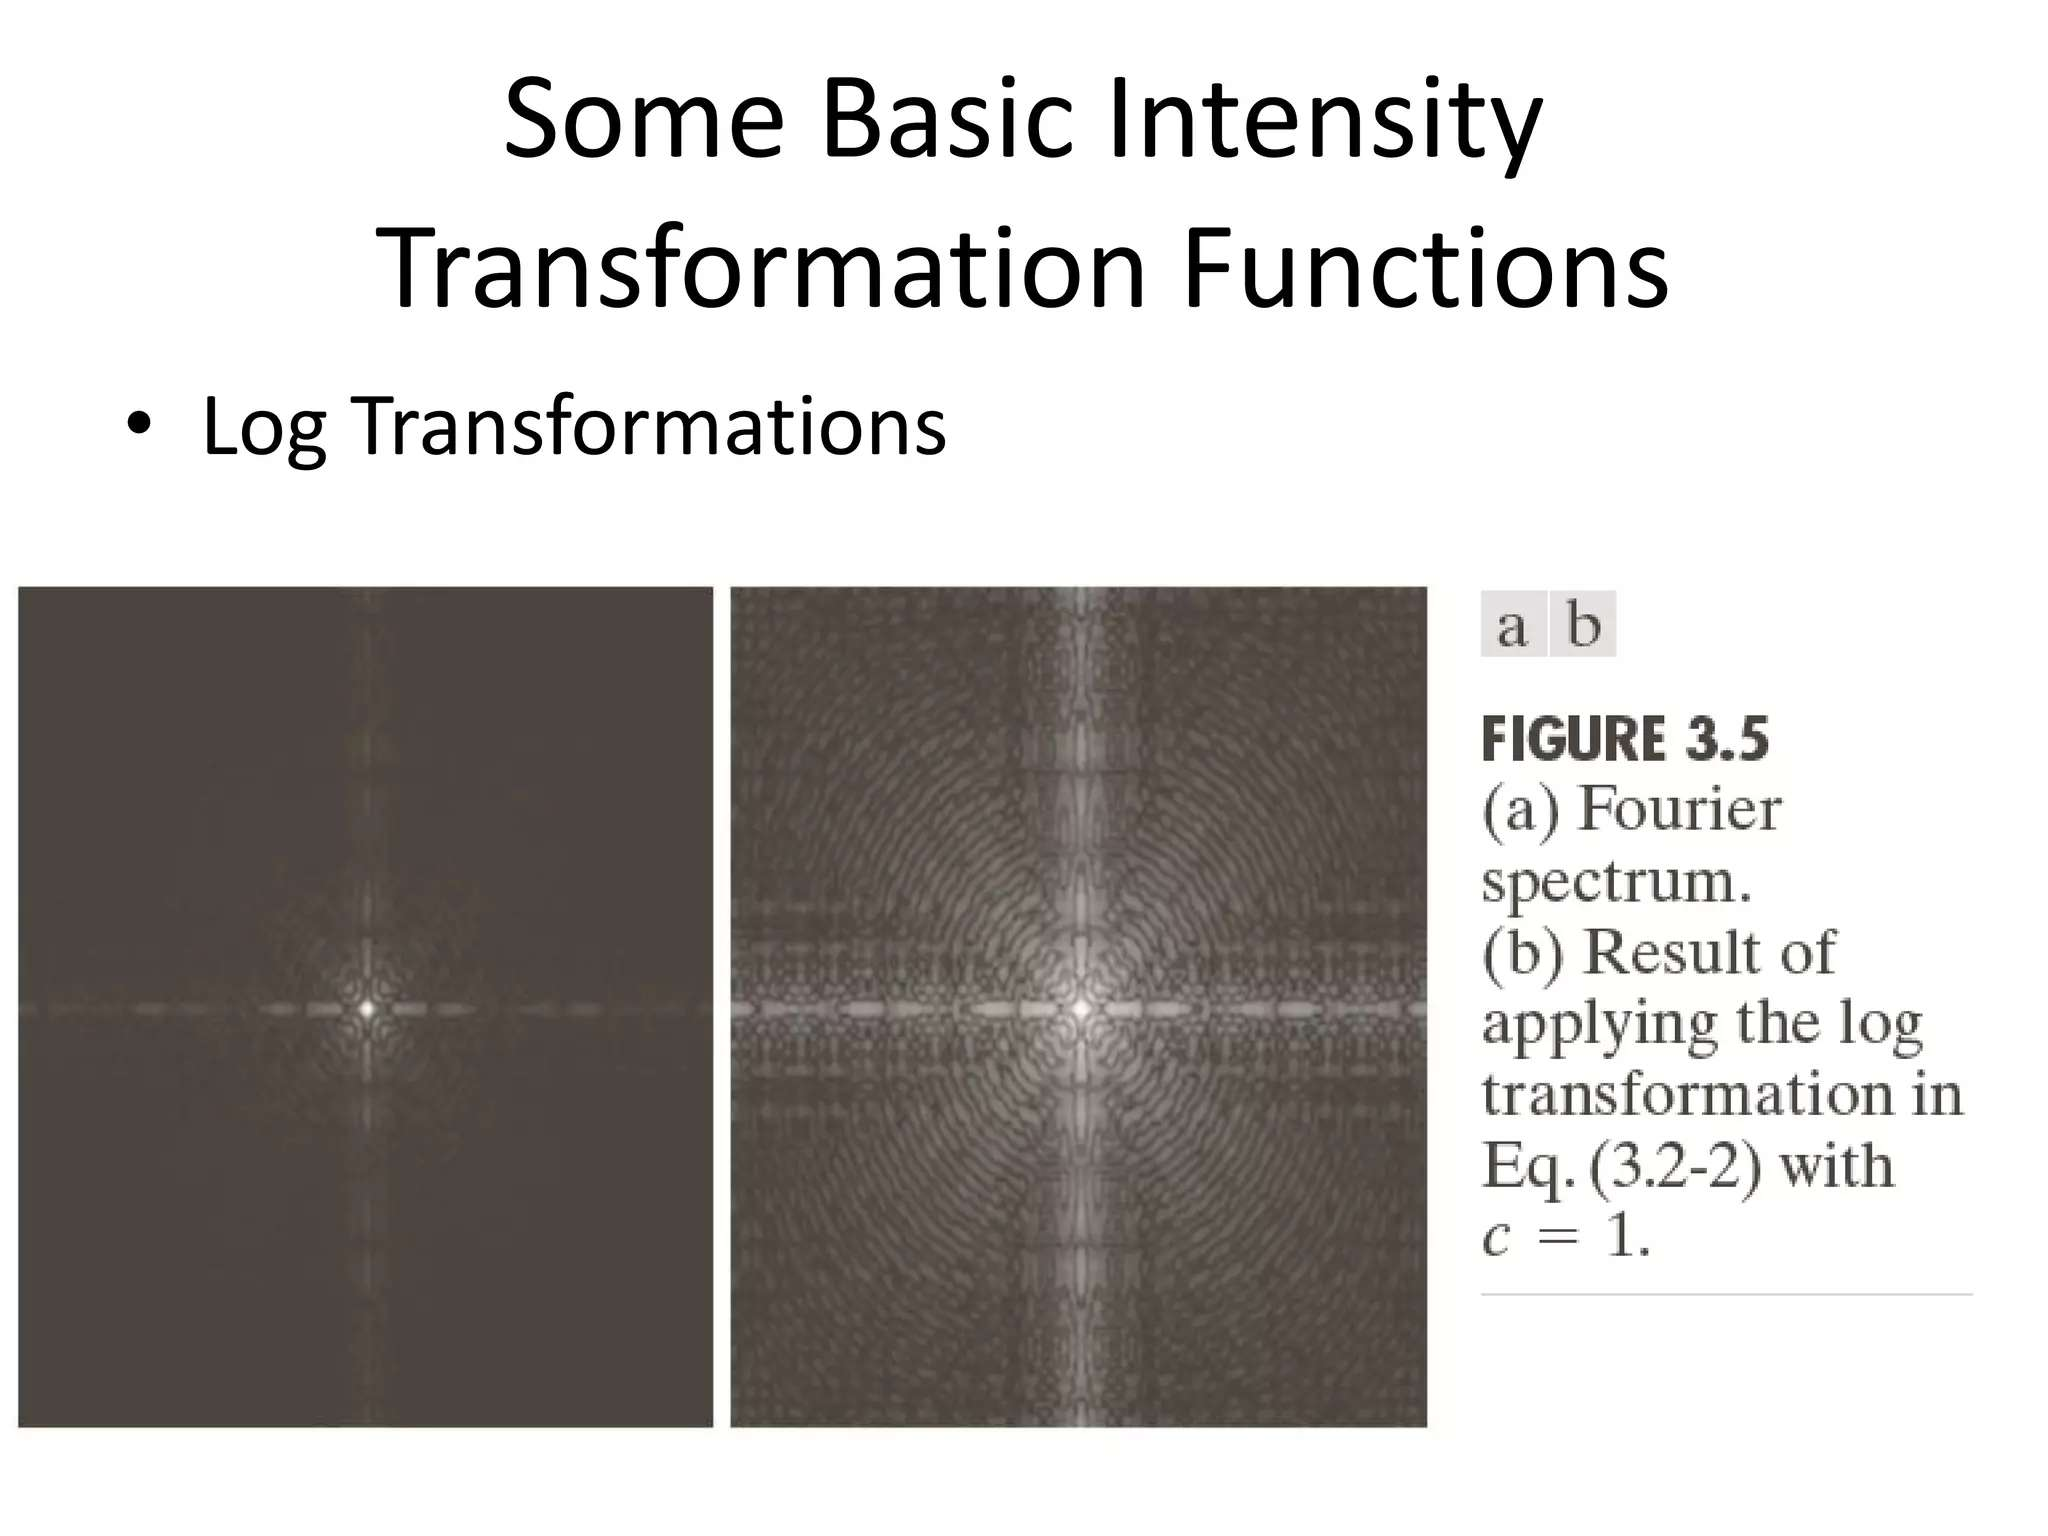 Some Basic Intensity
Transformation Functions
• Log Transformations
a b
FIGURE 3.5
(a) Fourier
spectrum.
(b) Result of
applying the log
transformation in
Eq. (3.2-2) with
c = 1.